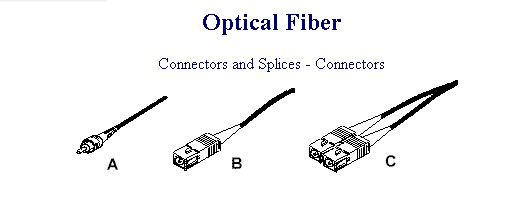 Optical Fiber
Connectors and Splices - Connectors
A
B
C